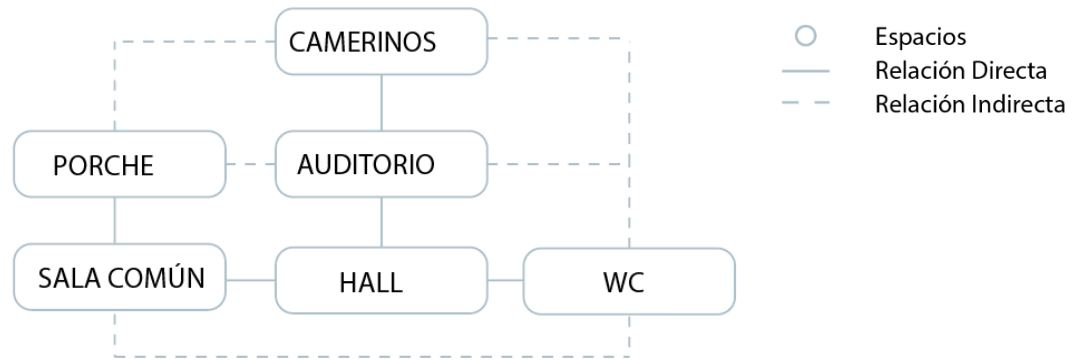 CAMERINOS
PORCHE
AUDITORIO
SALA COMÚN
HALL
WC
Espacios
Relación Directa
Relación Indirecta